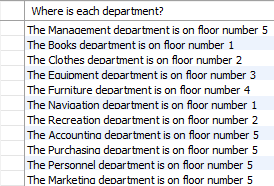 Where is each department?
The Management department is on floor number 5
The Books department is on floor number 1
The Clothes department is on floor number 2
The Equipment department is on floor number 3
The Furniture department is on floor number 4
The Navigation department is on floor number 1
The Recreation department is on floor number 2
The Accounting department is on floor number 5
The Purchasing department is on floor number 5
The Personnel department is on floor number 5
The Marketing department is on floor number 5